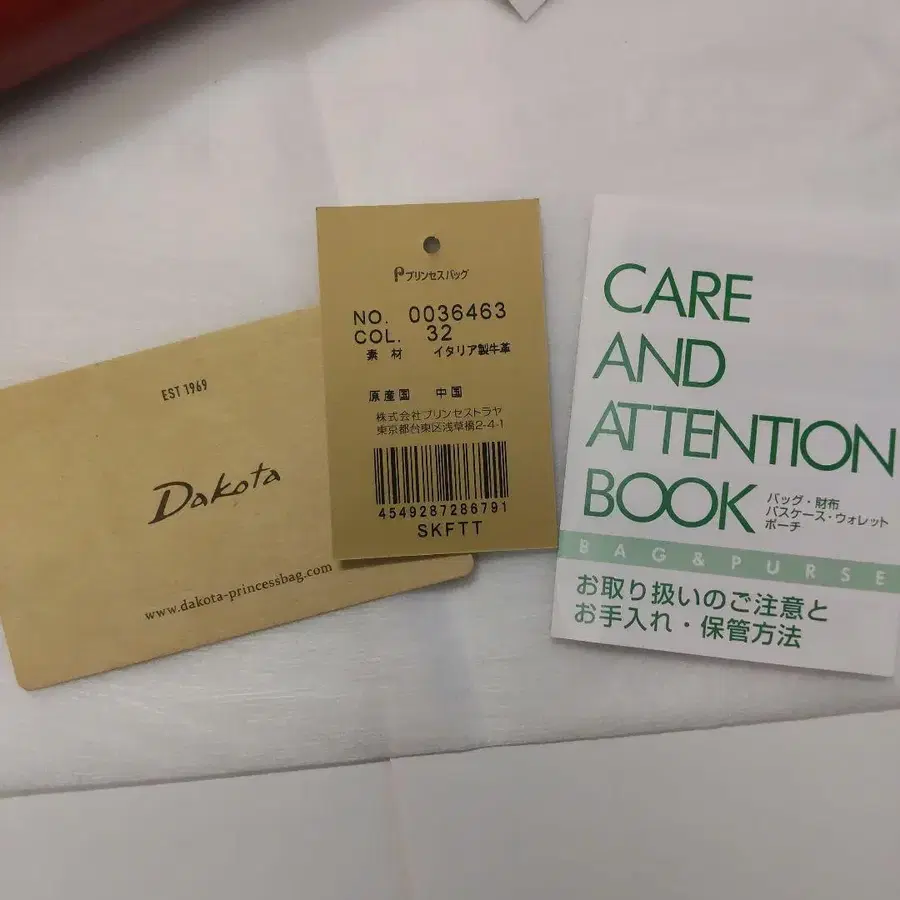 EST 1969
Dakota
www.dakota-princessbag.com
プリンセスバッグ
NO. 0036463
COL. 32
素 材 イタリア製牛革
原産国 中国
株式会社プリンセストラヤ
東京都台東区浅草橋2-4-1
4549287286791
SKFTT
CARE
AND
ATTENTION
BOOK
バッグ・財布
パスケース・ウォレット
ポーチ
BAG & PURSE
お取り扱いのご注意と
お手入れ・保管方法